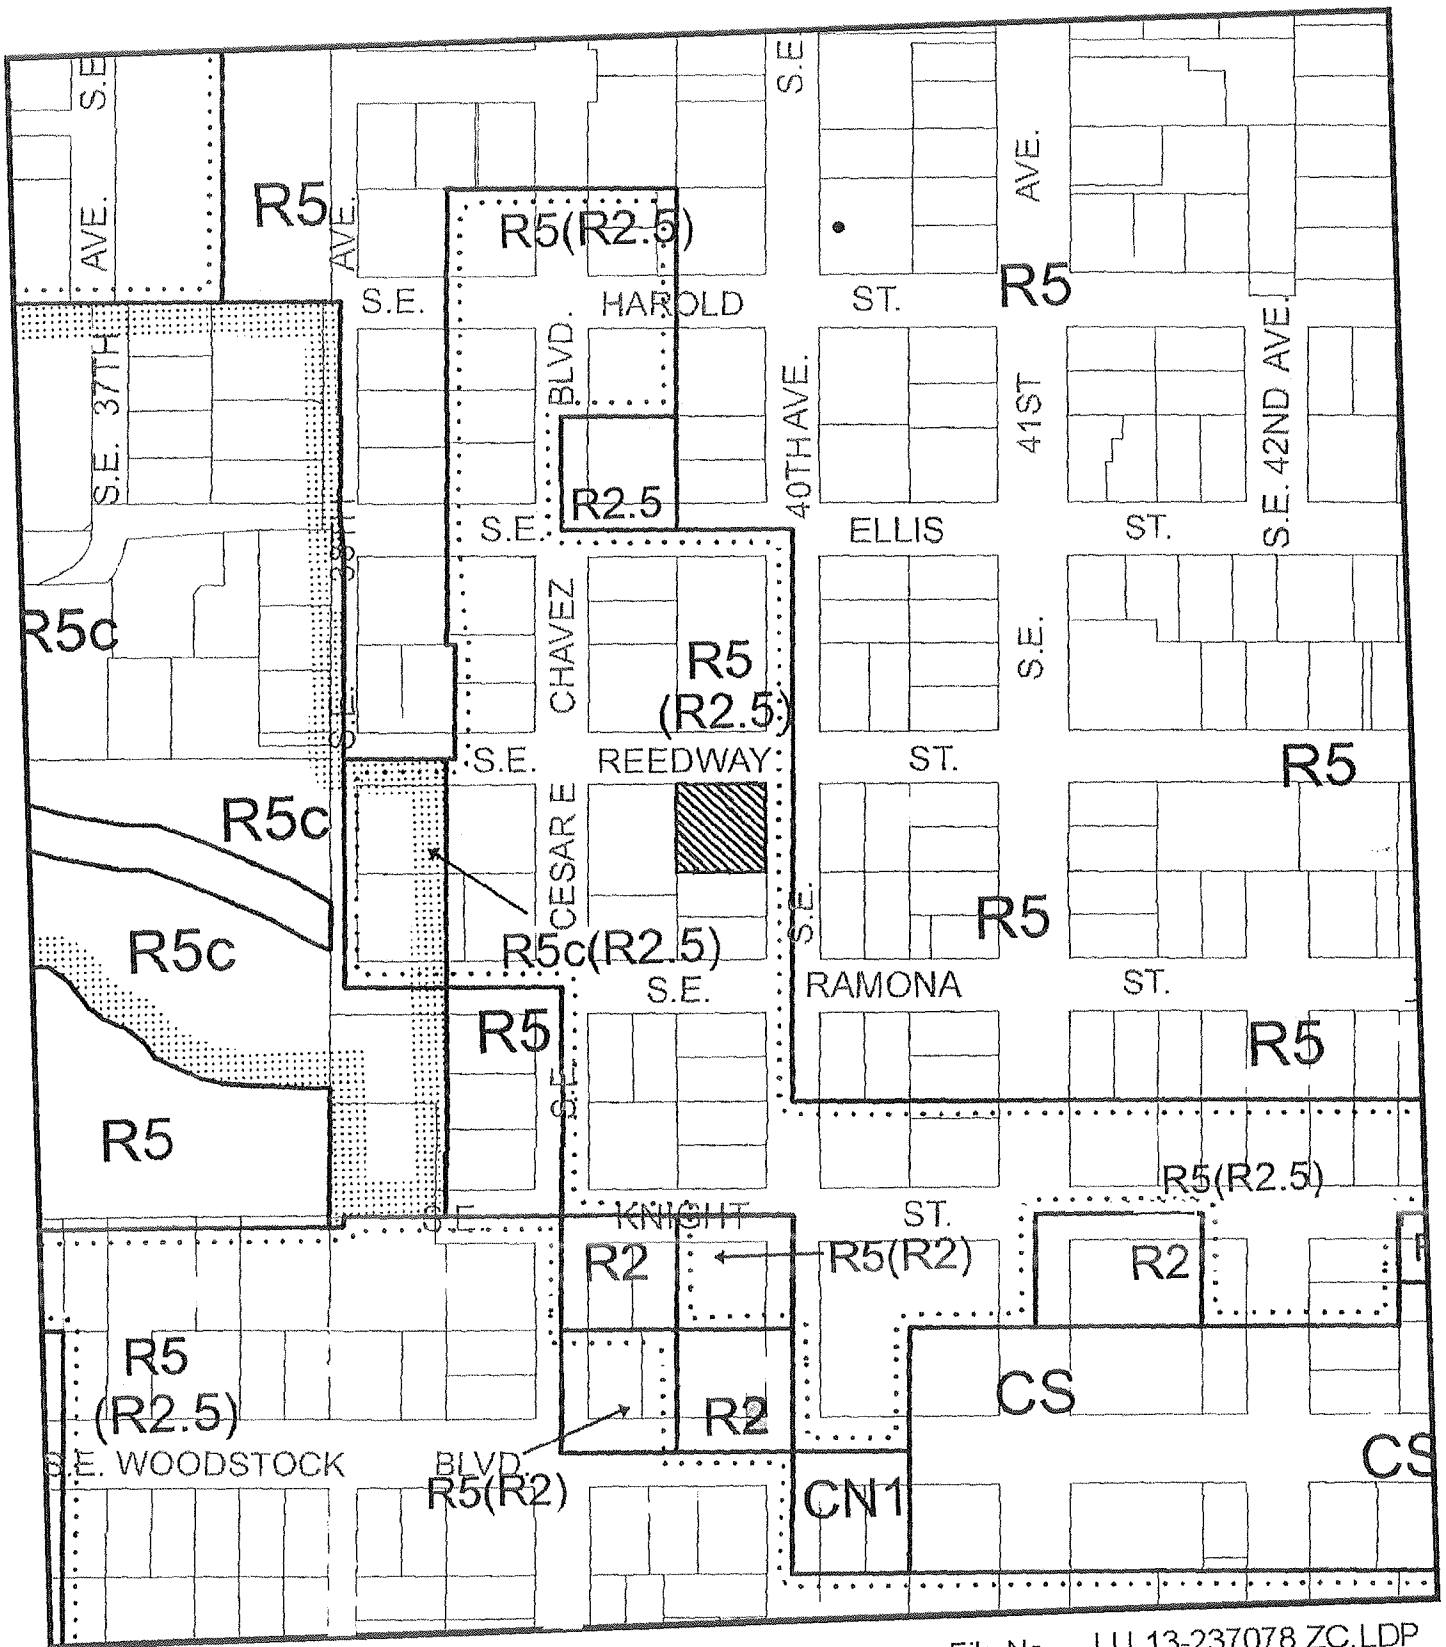 S.E.
S.E
AVE.
R5
AVE.
AVE.
R5(R2.5)
R5
S.E. HAROLD ST.
BLVD.
S.E. 37TH
40TH AVE.
41ST
S.E. 42ND AVE.
R2.5
S.E. ELLIS ST.
38TH
R5c
CHAVEZ
S.E.
R5
(R2.5)
S.E.
S.E. REEDWAY ST.
R5
R5c
CESAR E
R5c
S.E.
R5
R5c(R2.5)
S.E. RAMONA ST.
R5
R5
S.E.
R5
R5(R2.5)
S.E. KNIGHT ST.
R2
R5(R2)
R2
R5
(R2.5)
CS
R2
S.E. WOODSTOCK BLVD.
CS
R5(R2)
CN1
File No. LU 13-237078 ZC,LDP